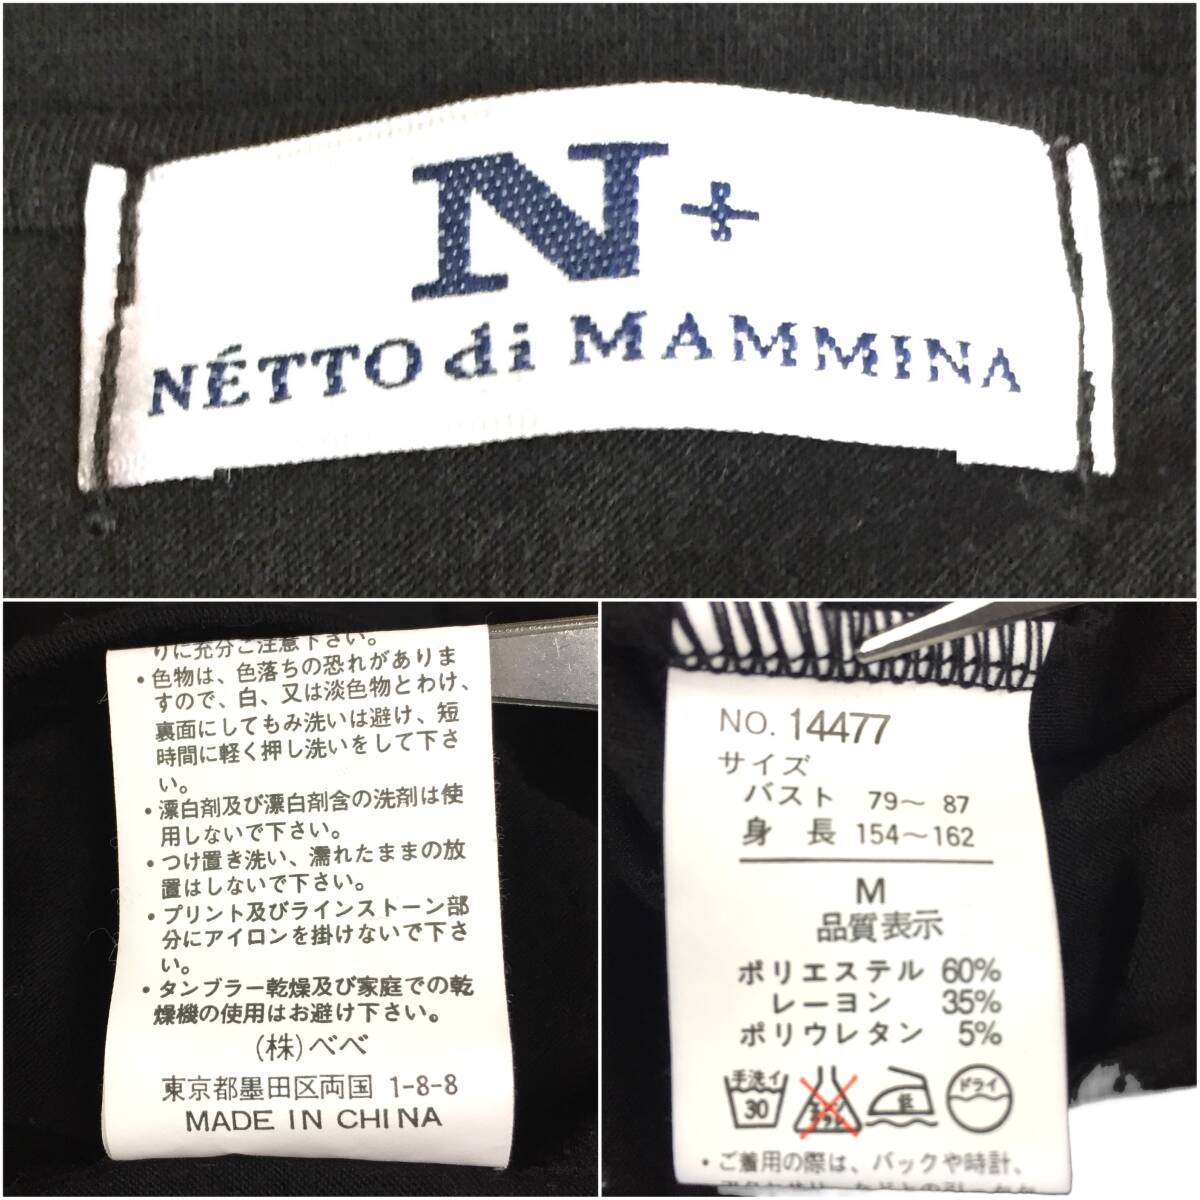 N+
NÉTTO di MAMMINA
りに充分ご注意下さい。
・色物は、色落ちの恐れがありま
すので、白、又は淡色物とわけ、
裏面にしてもみ洗いは避け、短
時間に軽く押し洗いをして下さ
い。
・漂白剤及び漂白剤含の洗剤は使
用しないで下さい。
・つけ置き洗い、濡れたままの放
置はしないで下さい。
・プリント及びラインストーン部
分にアイロンを掛けないで下さ
い。
・タンブラー乾燥及び家庭での乾
燥機の使用はお避け下さい。
(株)べべ
東京都墨田区両国 1-8-8
MADE IN CHINA
NO. 14477
サイズ
バスト 79〜 87
身 長 154〜162
M
品質表示
ポリエステル 60%
レーヨン 35%
ポリウレタン 5%
手洗イ 30 エンソサラシ 低 ドライ
・ご着用の際は、バックや時計、